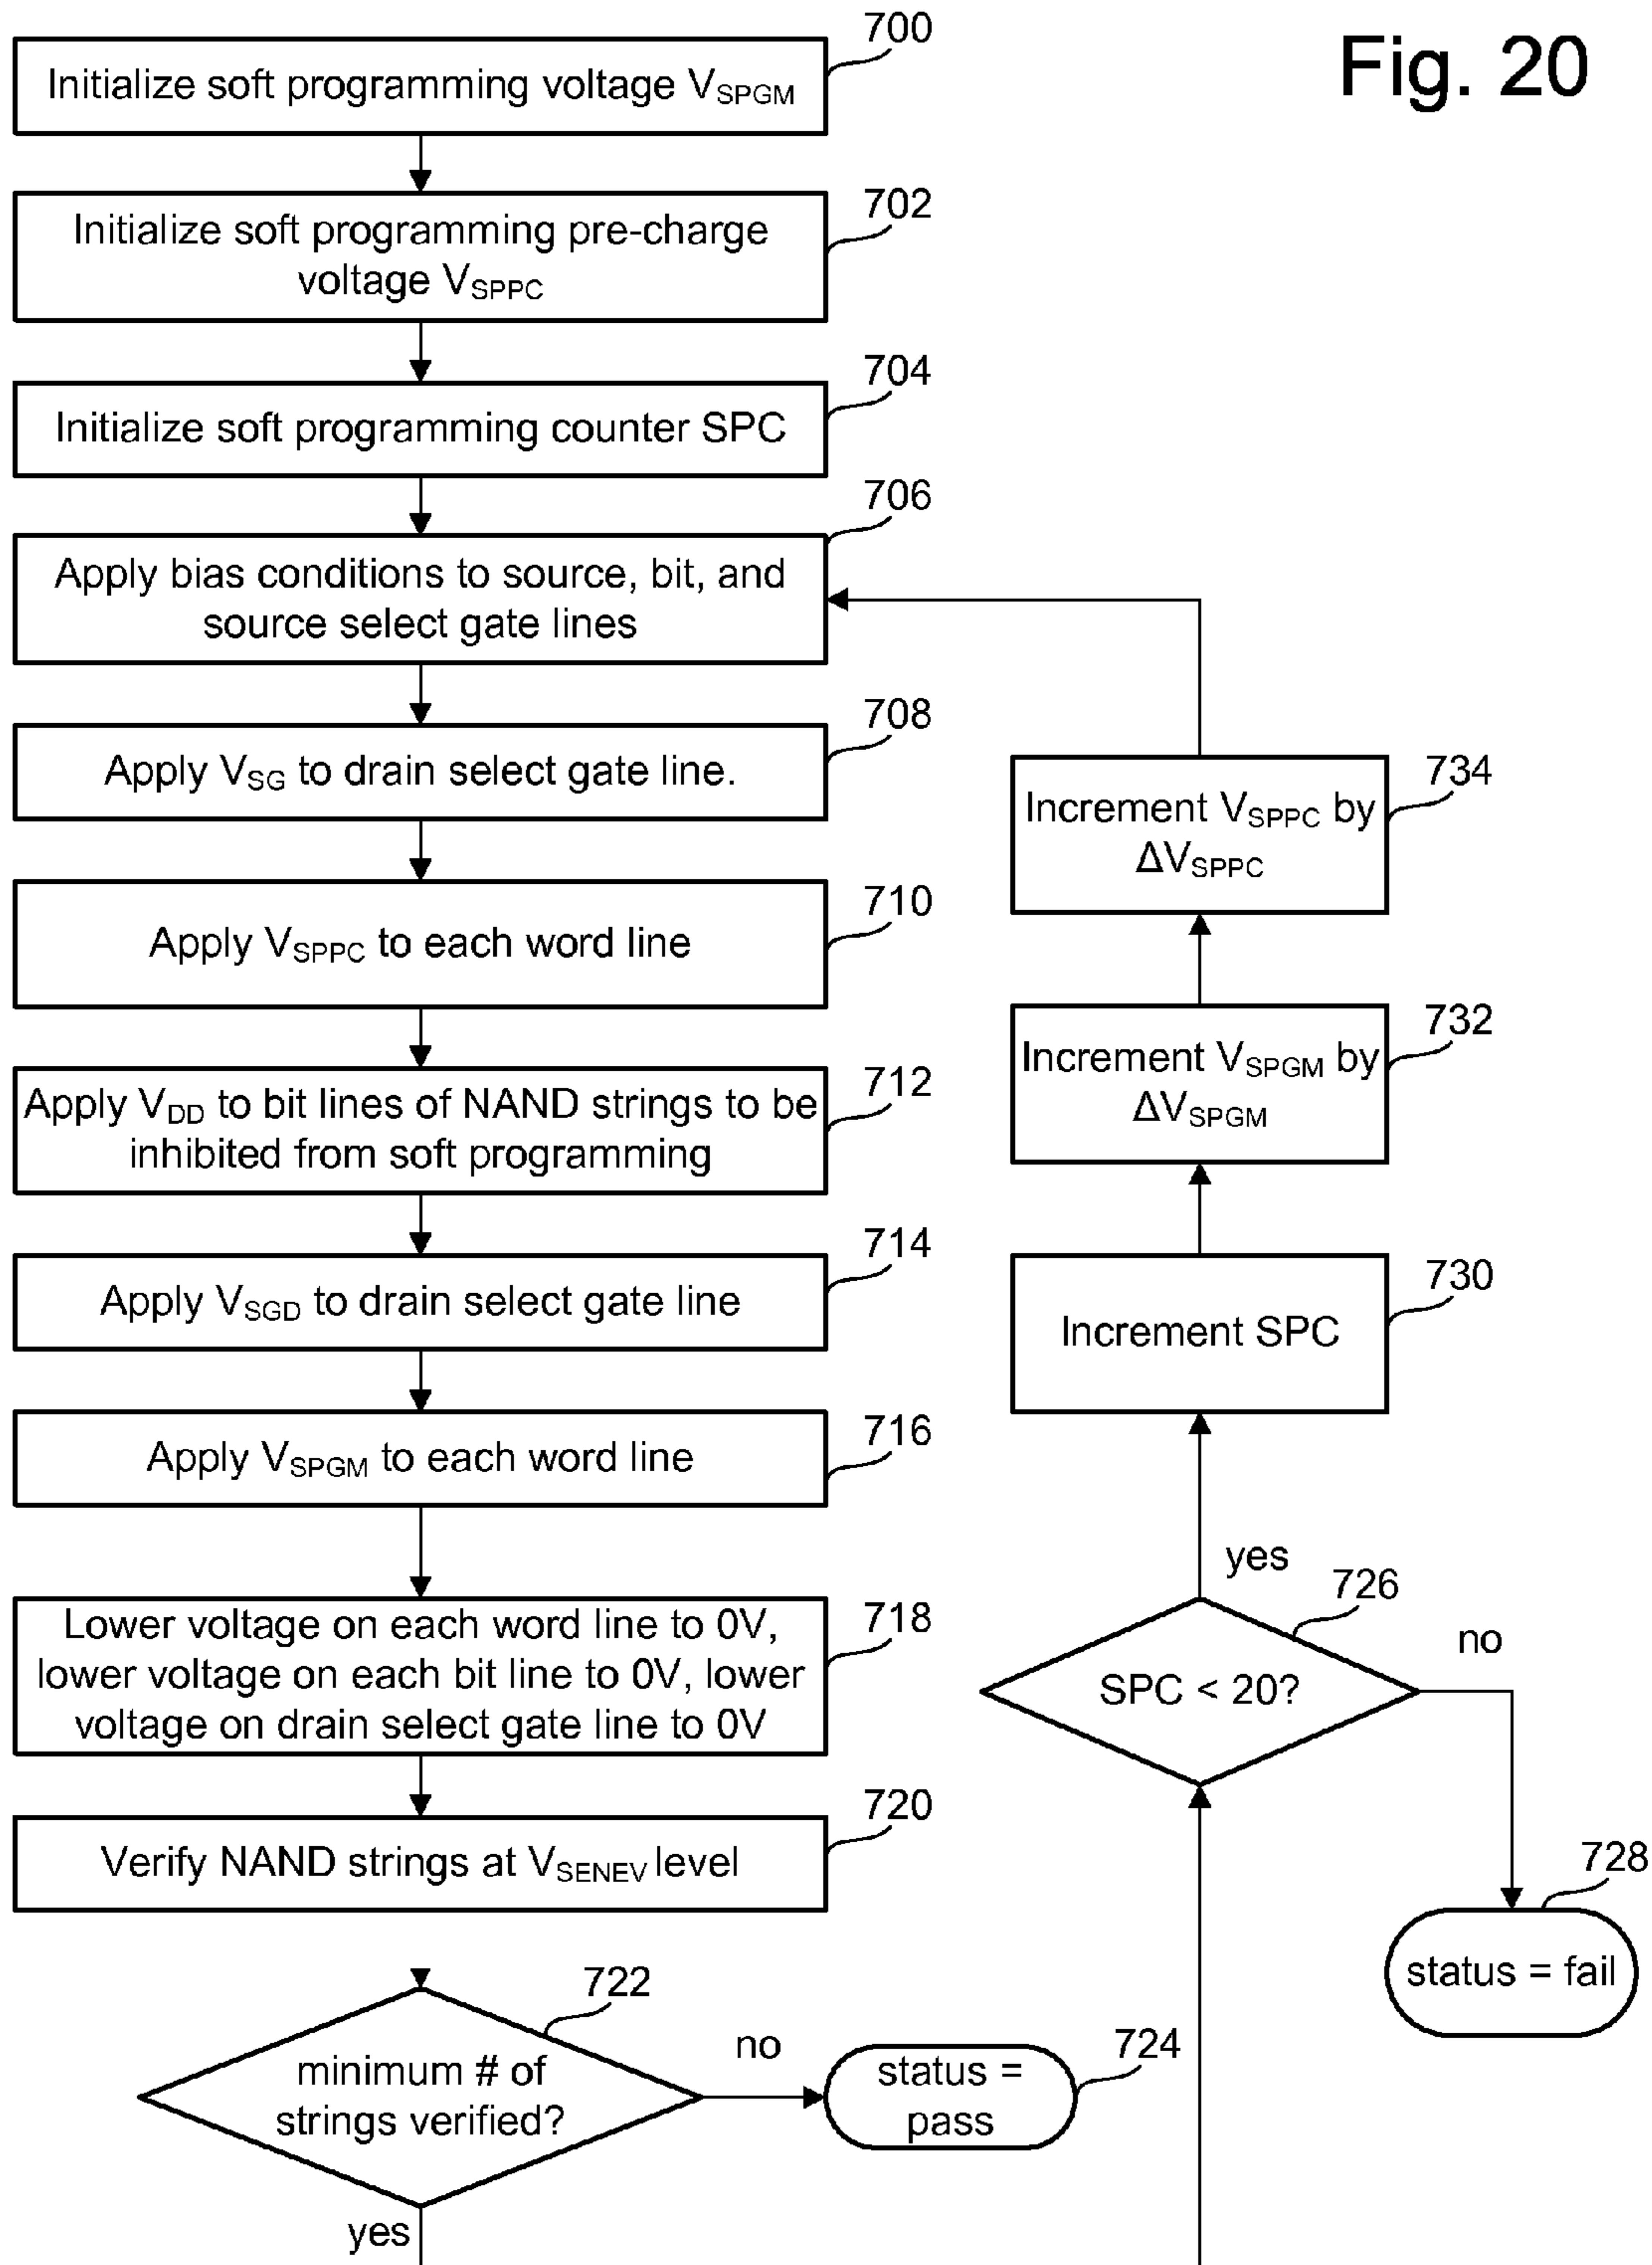 Fig. 20
700
Initialize soft programming voltage VSPGM
702
Initialize soft programming pre-charge
voltage VSPPC
704
Initialize soft programming counter SPC
706
Apply bias conditions to source, bit, and
source select gate lines
708
Apply VSG to drain select gate line.
710
Apply VSPPC to each word line
712
Apply VDD to bit lines of NAND strings to be
inhibited from soft programming
714
Apply VSGD to drain select gate line
716
Apply VSPGM to each word line
718
Lower voltage on each word line to 0V,
lower voltage on each bit line to 0V, lower
voltage on drain select gate line to 0V
720
Verify NAND strings at VSENEV level
722
minimum # of
strings verified?
no
yes
724
status =
pass
726
SPC < 20?
yes
no
728
status = fail
730
Increment SPC
732
Increment VSPGM by
ΔVSPGM
734
Increment VSPPC by
ΔVSPPC